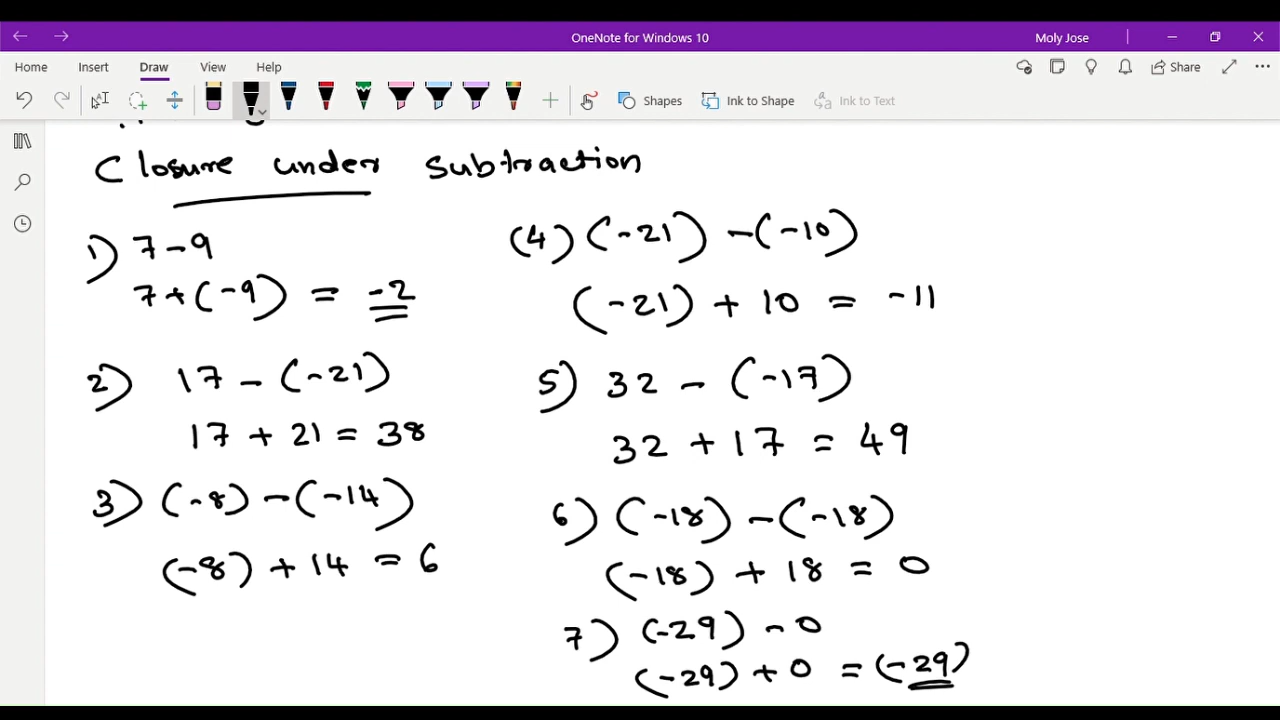 OneNote for Windows 10
Moly Jose
Home Insert Draw View Help
Share
Shapes Ink to Shape Ink to Text
Closure under subtraction
1) 7-9
7+(-9) = -2
2) 17 - (-21)
17 + 21 = 38
3) (-8) - (-14)
(-8) + 14 = 6
(4) (-21) - (-10)
(-21) + 10 = -11
5) 32 - (-17)
32 + 17 = 49
6) (-18) - (-18)
(-18) + 18 = 0
7) (-29) - 0
(-29) + 0 = (-29)